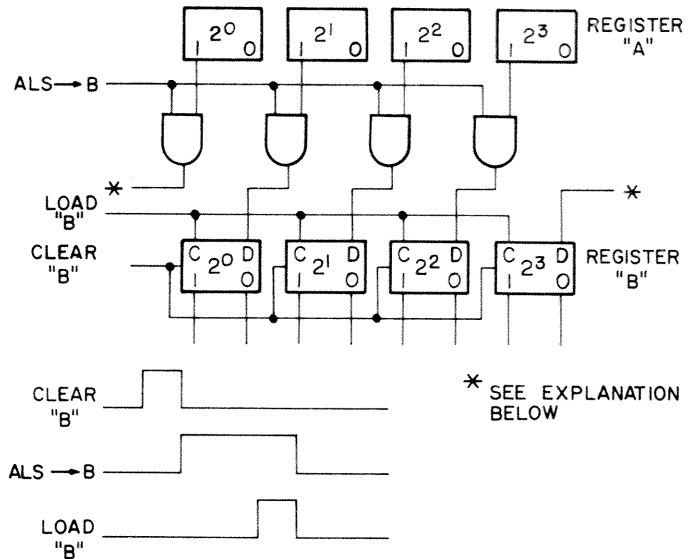 2⁰ 2¹ 2² 2³
1 0 1 0 1 0 1 0
REGISTER
"A"
ALS → B
*
*
LOAD
"B"
CLEAR
"B"
C D C D C D C D
2⁰ 2¹ 2² 2³
1 0 1 0 1 0 1 0
REGISTER
"B"
CLEAR
"B"
* SEE EXPLANATION
BELOW
ALS → B
LOAD
"B"